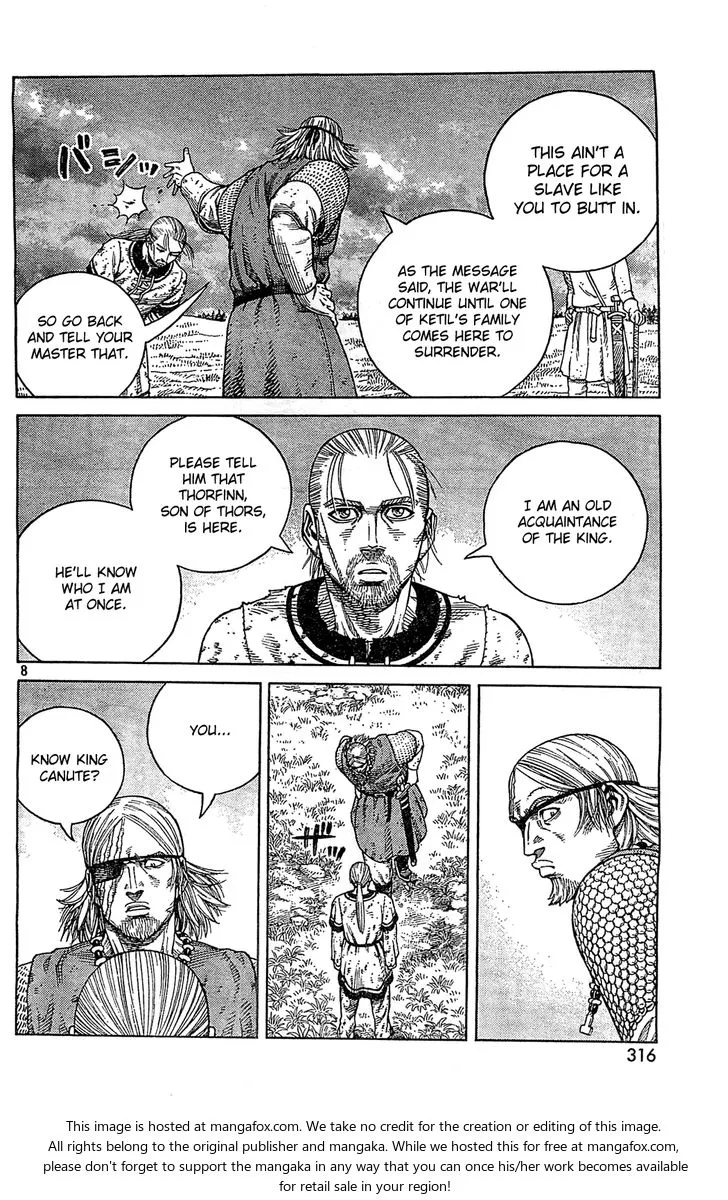 THIS AIN'T A
PLACE FOR A
SLAVE LIKE
YOU TO BUTT IN.
バシッ
AS THE MESSAGE
SAID, THE WAR'LL
CONTINUE UNTIL ONE
OF KETIL'S FAMILY
COMES HERE TO
SURRENDER.
SO GO BACK
AND TELL YOUR
MASTER THAT.
I AM AN OLD
ACQUAINTANCE
OF THE KING.
PLEASE TELL
HIM THAT
THORFINN,
SON OF THORS,
IS HERE.
HE'LL KNOW
WHO I AM
AT ONCE.
8
ザッ
YOU...
KNOW KING
CANUTE?
316
This image is hosted at mangafox.com. We take no credit for the creation or editing of this image.
All rights belong to the original publisher and mangaka. While we hosted this for free at mangafox.com,
please don't forget to support the mangaka in any way that you can once his/her work becomes available
for retail sale in your region!